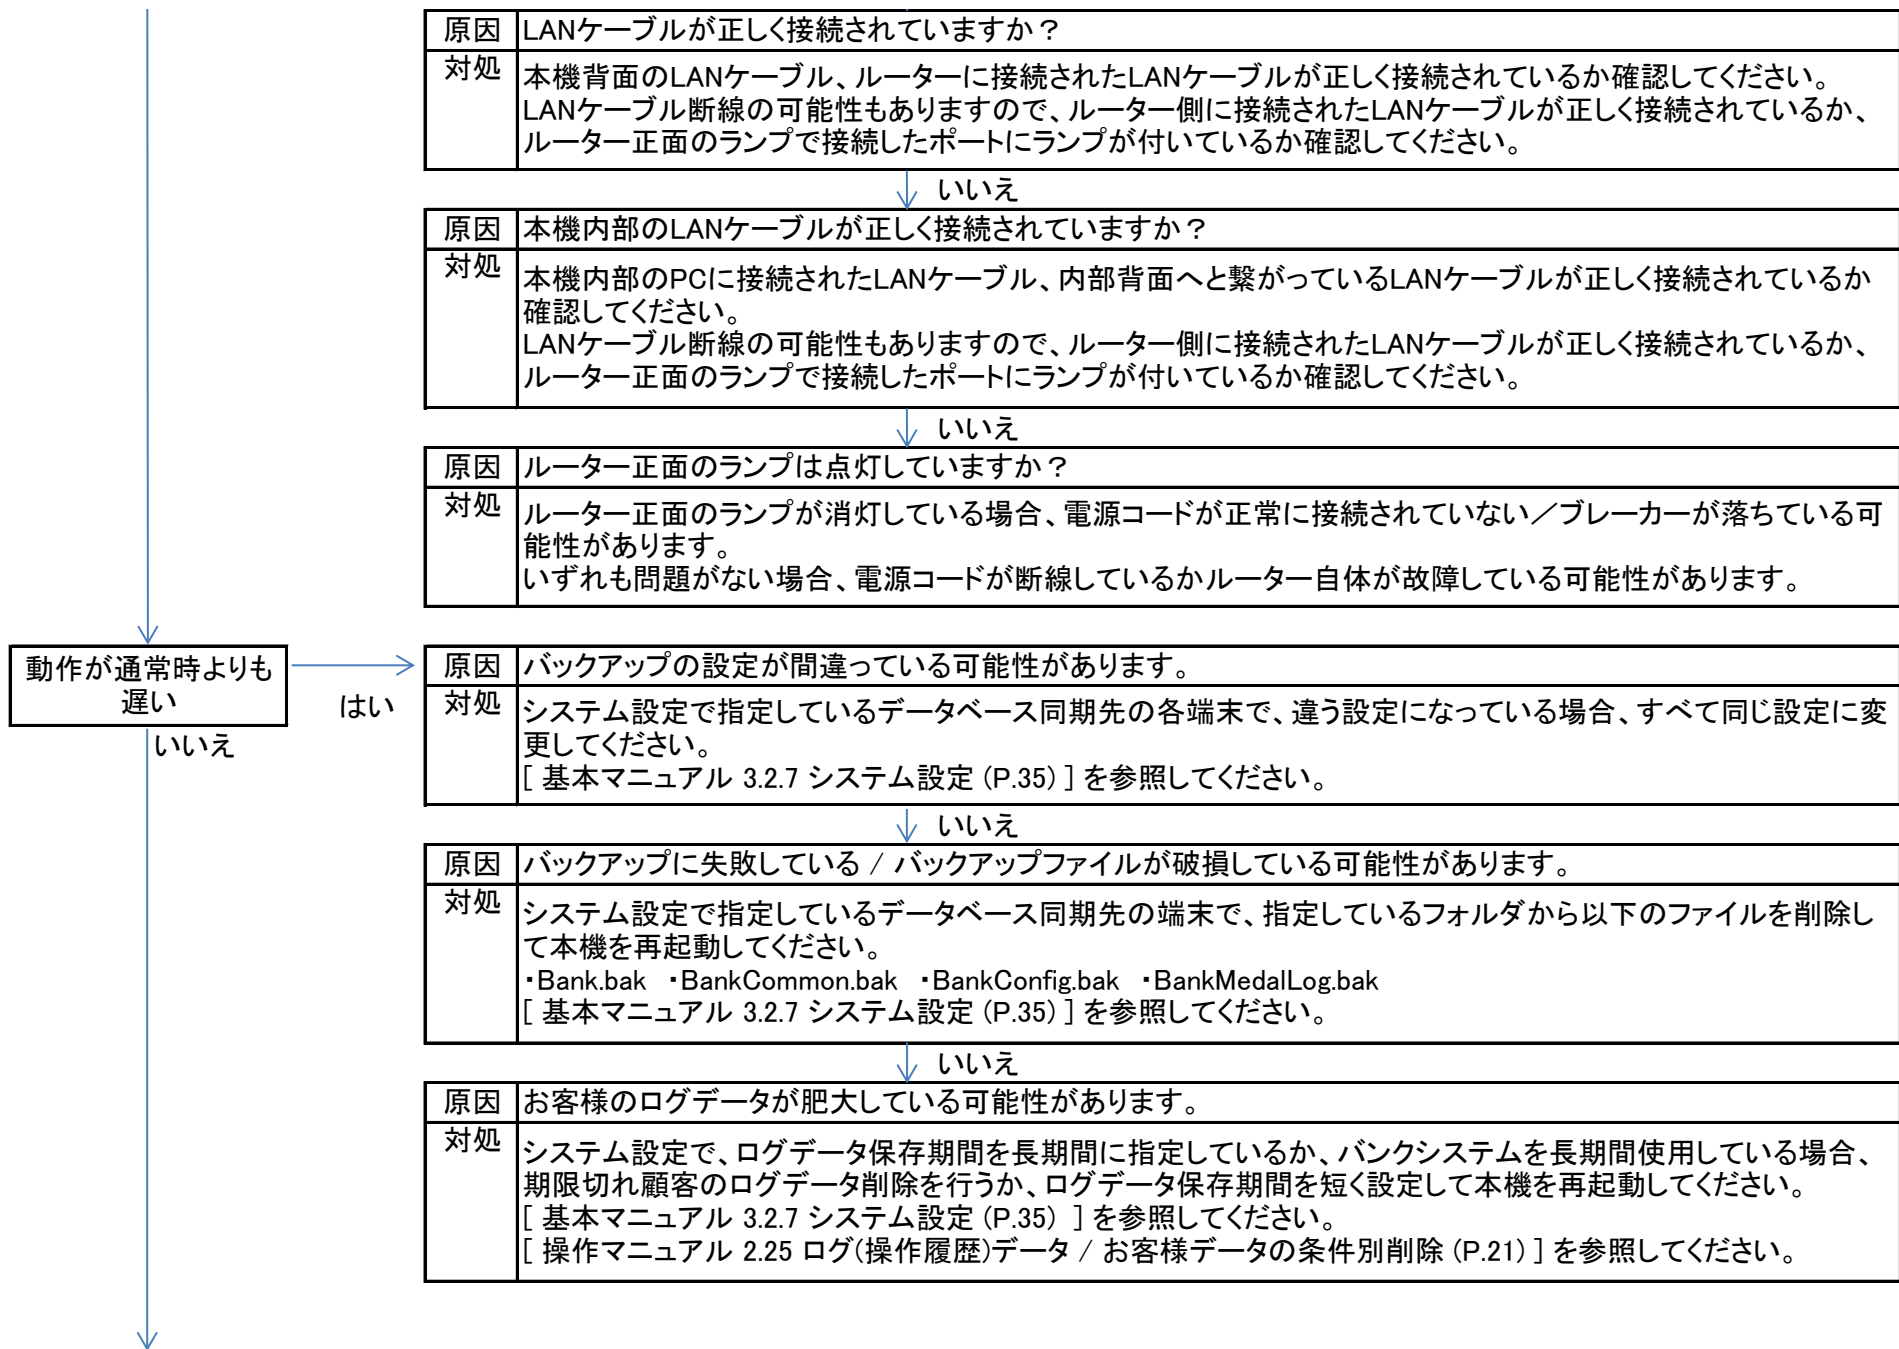 原因 LANケーブルが正しく接続されていますか？
対処 本機背面のLANケーブル、ルーターに接続されたLANケーブルが正しく接続されているか確認してください。
LANケーブル断線の可能性もありますので、ルーター側に接続されたLANケーブルが正しく接続されているか、
ルーター正面のランプで接続したポートにランプが付いているか確認してください。
いいえ
原因 本機内部のLANケーブルが正しく接続されていますか？
対処 本機内部のPCに接続されたLANケーブル、内部背面へと繋がっているLANケーブルが正しく接続されているか
確認してください。
LANケーブル断線の可能性もありますので、ルーター側に接続されたLANケーブルが正しく接続されているか、
ルーター正面のランプで接続したポートにランプが付いているか確認してください。
いいえ
原因 ルーター正面のランプは点灯していますか？
対処 ルーター正面のランプが消灯している場合、電源コードが正常に接続されていない／ブレーカーが落ちている可
能性があります。
いずれも問題がない場合、電源コードが断線しているかルーター自体が故障している可能性があります。
動作が通常時よりも
遅い
はい
いいえ
原因 バックアップの設定が間違っている可能性があります。
対処 システム設定で指定しているデータベース同期先の各端末で、違う設定になっている場合、すべて同じ設定に変
更してください。
[ 基本マニュアル 3.2.7 システム設定 (P.35) ] を参照してください。
いいえ
原因 バックアップに失敗している / バックアップファイルが破損している可能性があります。
対処 システム設定で指定しているデータベース同期先の端末で、指定しているフォルダから以下のファイルを削除し
て本機を再起動してください。
・Bank.bak ・BankCommon.bak ・BankConfig.bak ・BankMedalLog.bak
[ 基本マニュアル 3.2.7 システム設定 (P.35) ] を参照してください。
いいえ
原因 お客様のログデータが肥大している可能性があります。
対処 システム設定で、ログデータ保存期間を長期間に指定しているか、バンクシステムを長期間使用している場合、
期限切れ顧客のログデータ削除を行うか、ログデータ保存期間を短く設定して本機を再起動してください。
[ 基本マニュアル 3.2.7 システム設定 (P.35) ] を参照してください。
[ 操作マニュアル 2.25 ログ(操作履歴)データ / お客様データの条件別削除 (P.21) ] を参照してください。